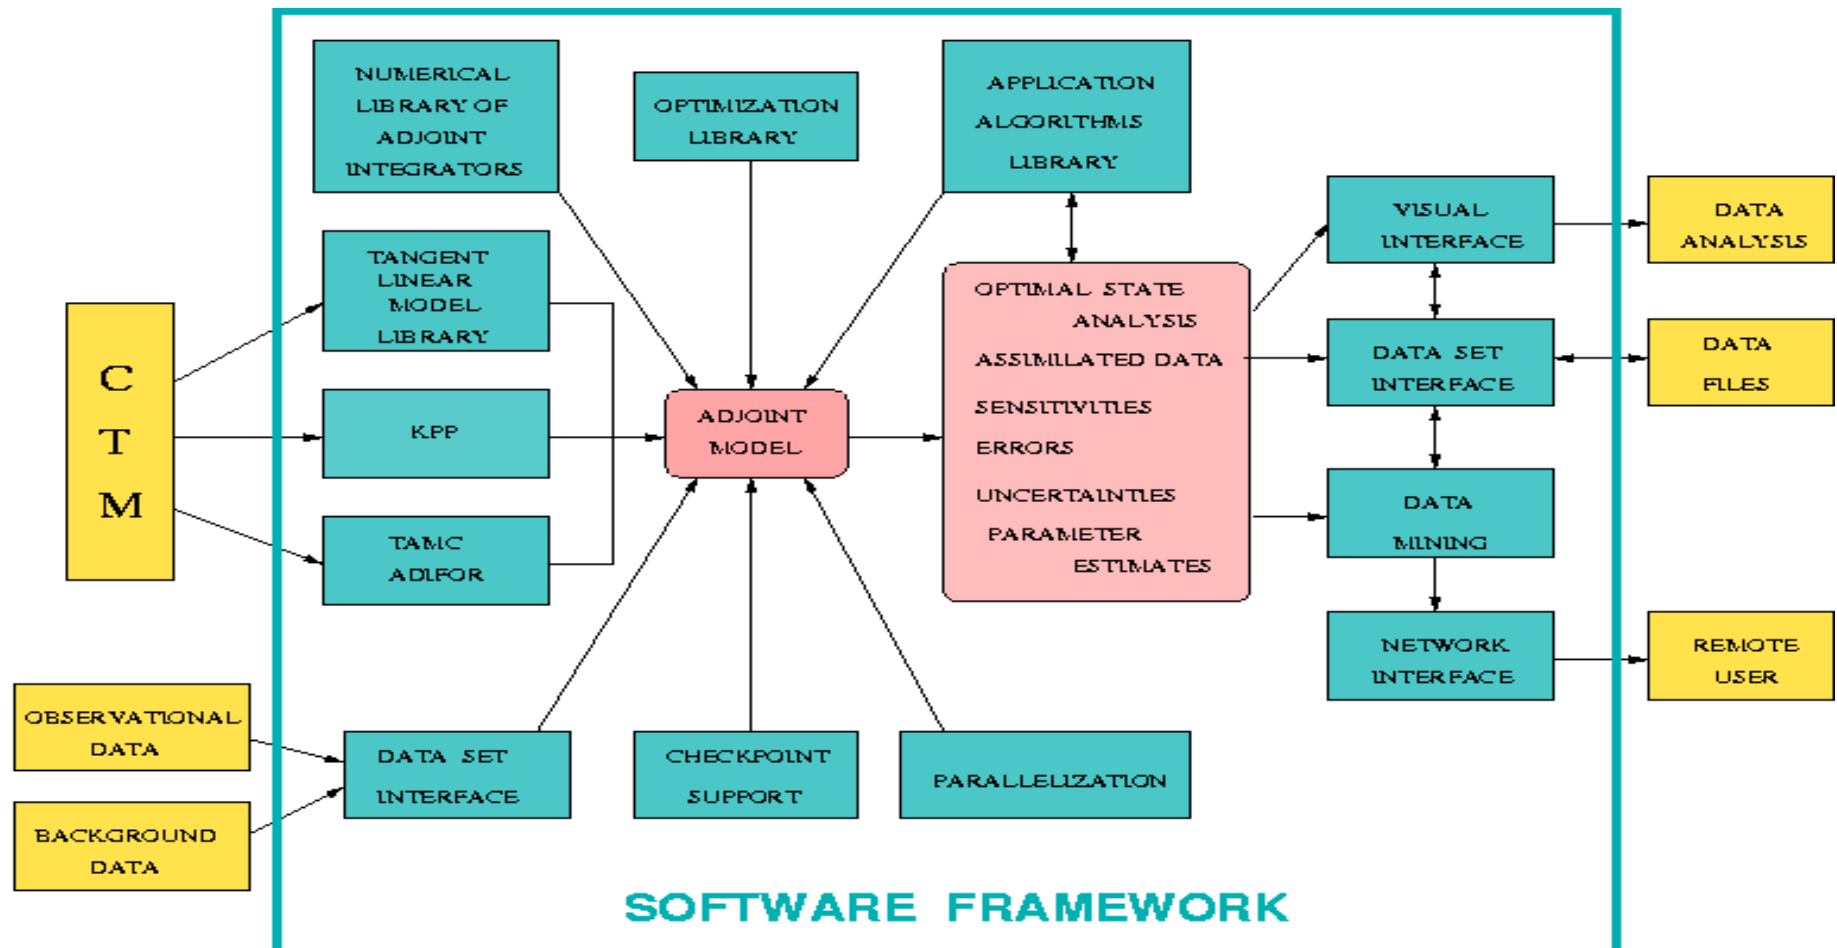 NUMERICAL
LIBRARY OF
ADJOINT
INTEGRATORS
OPTIMIZATION
LIBRARY
APPLICATION
ALGORITHMS
LIBRARY
VISUAL
INTERFACE
DATA
ANALYSIS
TANGENT
LINEAR
MODEL
LIBRARY
C
T
M
KPP
TAMC
ADIFOR
ADJOINT
MODEL
OPTIMAL STATE
ANALYSIS
ASSIMILATED DATA
SENSITIVITIES
ERRORS
UNCERTAINTIES
PARAMETER
ESTIMATES
DATA SET
INTERFACE
DATA
FILES
DATA
MINING
NETWORK
INTERFACE
REMOTE
USER
OBSERVATIONAL
DATA
BACKGROUND
DATA
DATA SET
INTERFACE
CHECKPOINT
SUPPORT
PARALLELIZATION
SOFTWARE FRAMEWORK